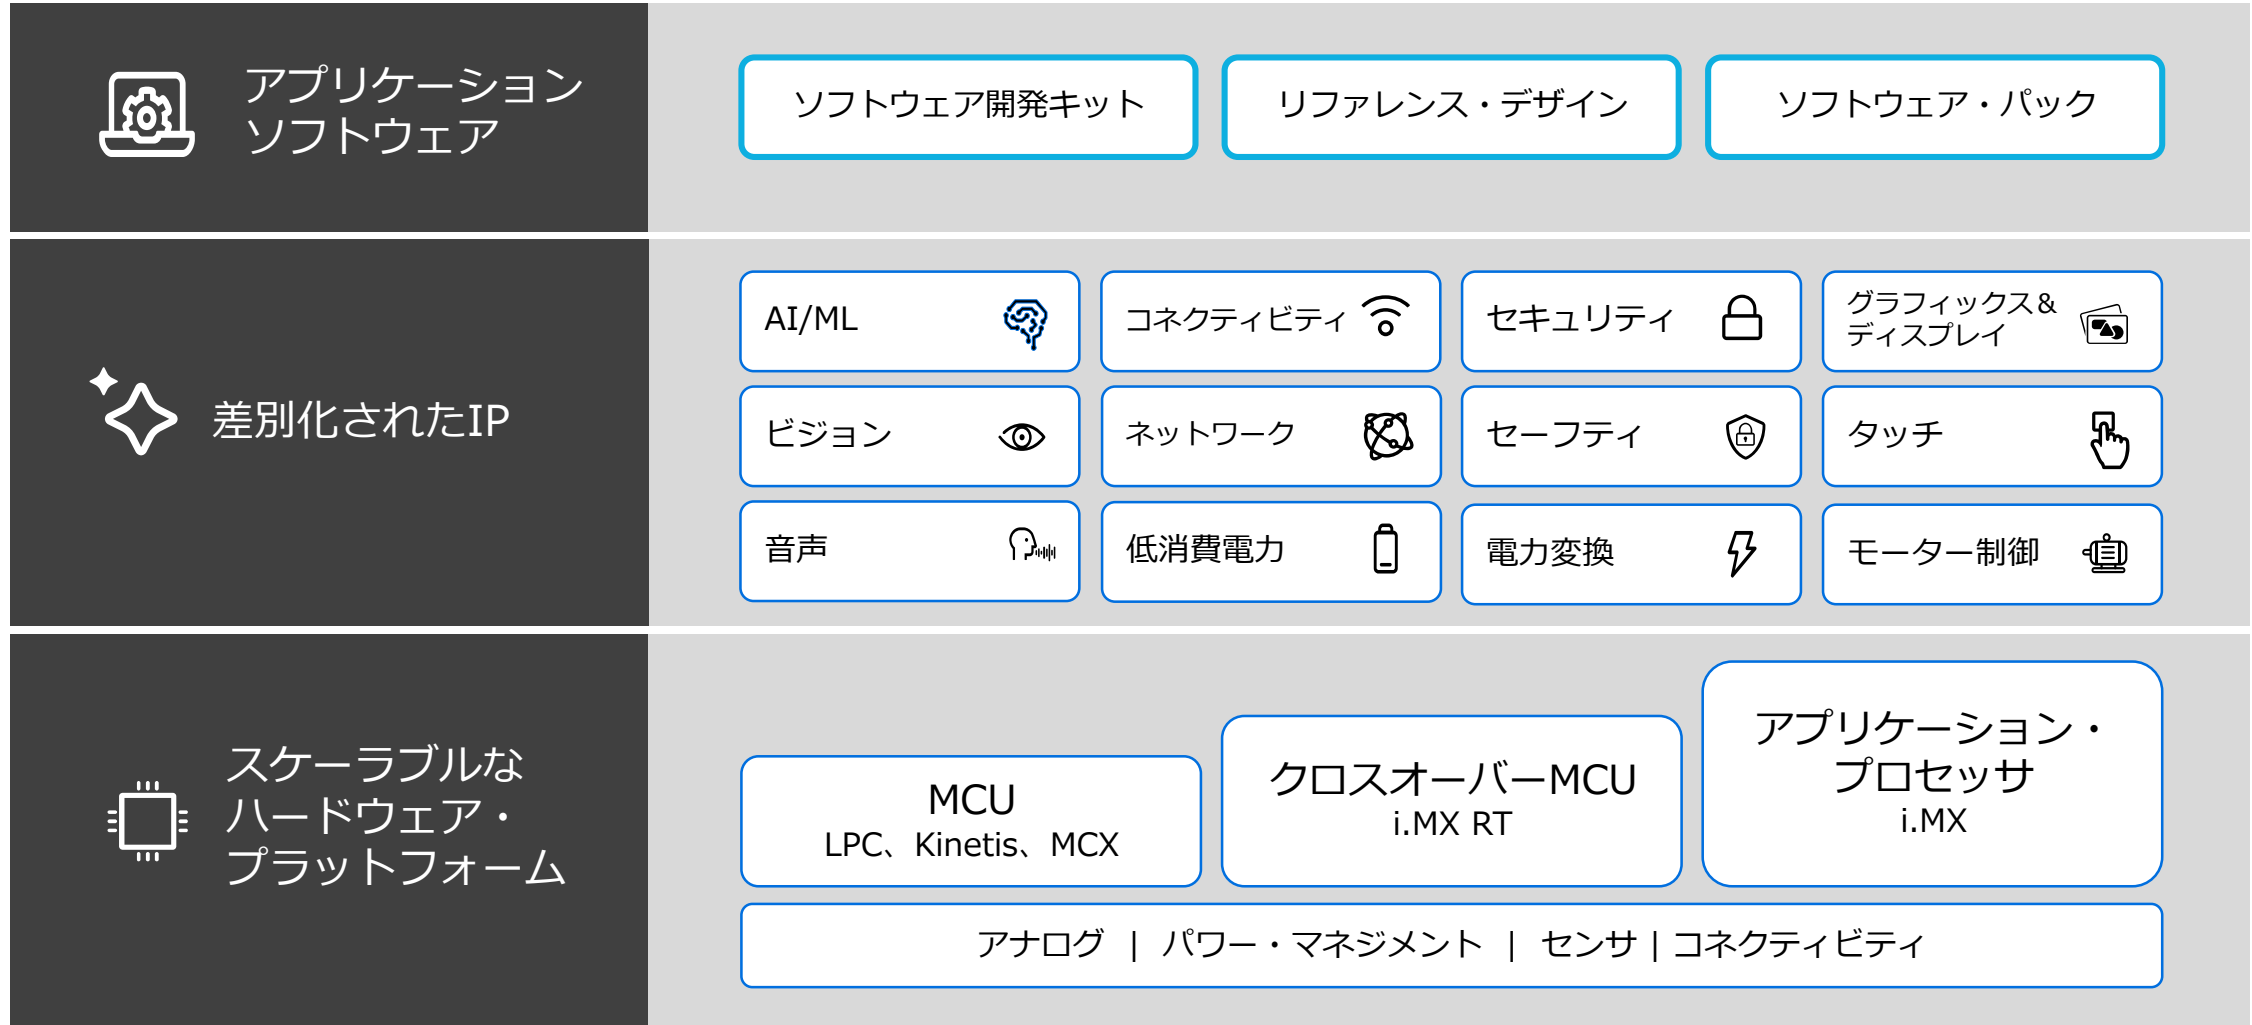 アプリケーション
ソフトウェア
ソフトウェア開発キット
リファレンス・デザイン
ソフトウェア・パック
差別化されたIP
AI/ML
コネクティビティ
セキュリティ
グラフィックス&
ディスプレイ
ビジョン
ネットワーク
セーフティ
タッチ
音声
低消費電力
電力変換
モーター制御
スケーラブルな
ハードウェア・
プラットフォーム
MCU
LPC、Kinetis、MCX
クロスオーバーMCU
i.MX RT
アプリケーション・
プロセッサ
i.MX
アナログ | パワー・マネジメント | センサ | コネクティビティ